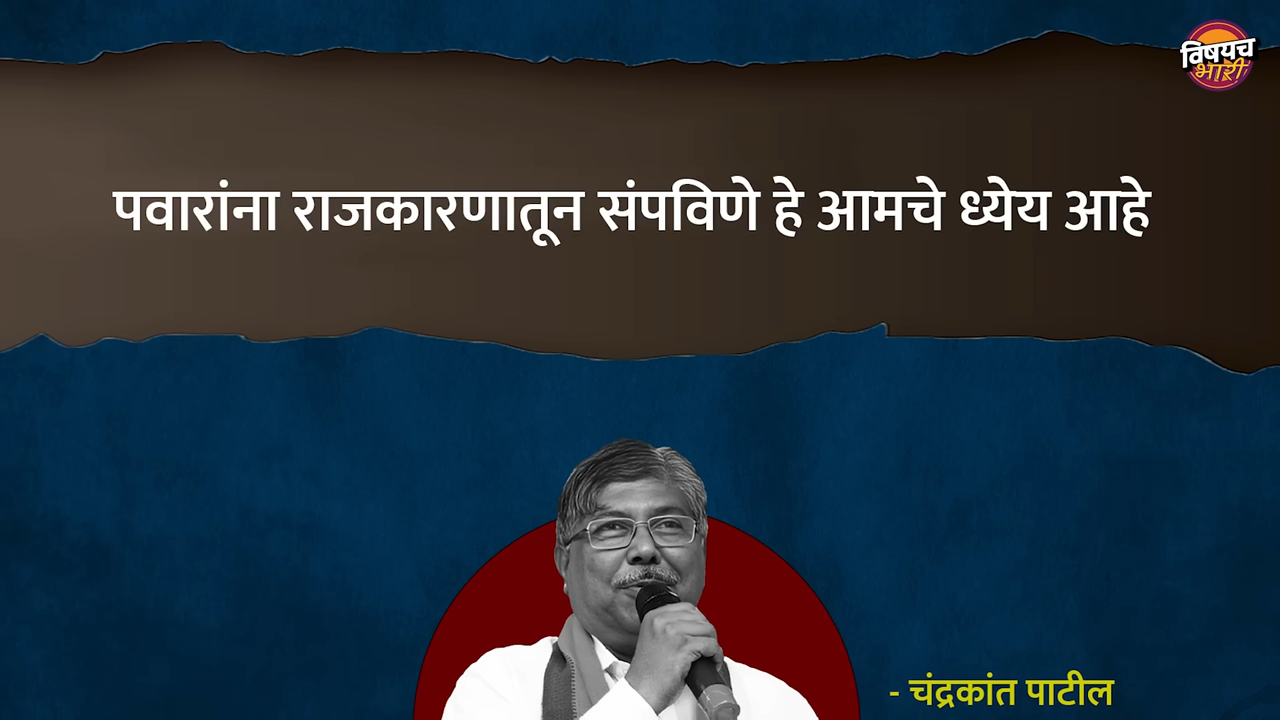 विषयच
भारी
पवारांना राजकारणातून संपविणे हे आमचे ध्येय आहे
- चंद्रकांत पाटील